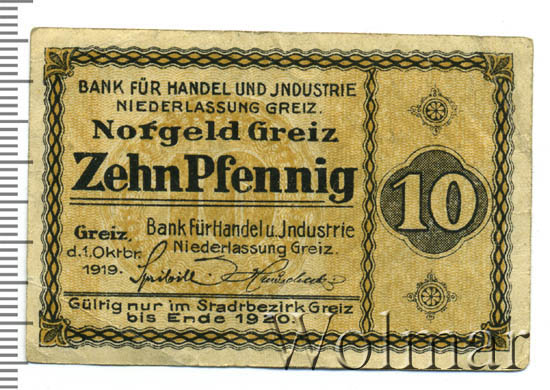 BANK FÜR HANDEL UND JNDUSTRIE
NIEDERLASSUNG GREIZ.
Notgeld Greiz
Zehn Pfennig
10
Greiz,
d.1.Oktbr.
1919.
Bank für Handel u. Jndustrie
Niederlassung Greiz.
Gültig nur im Stadtbezirk Greiz
bis Ende 1920.
Wolmar